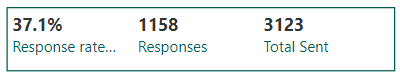 37.1% 1158 3123
Response rate... Responses Total Sent